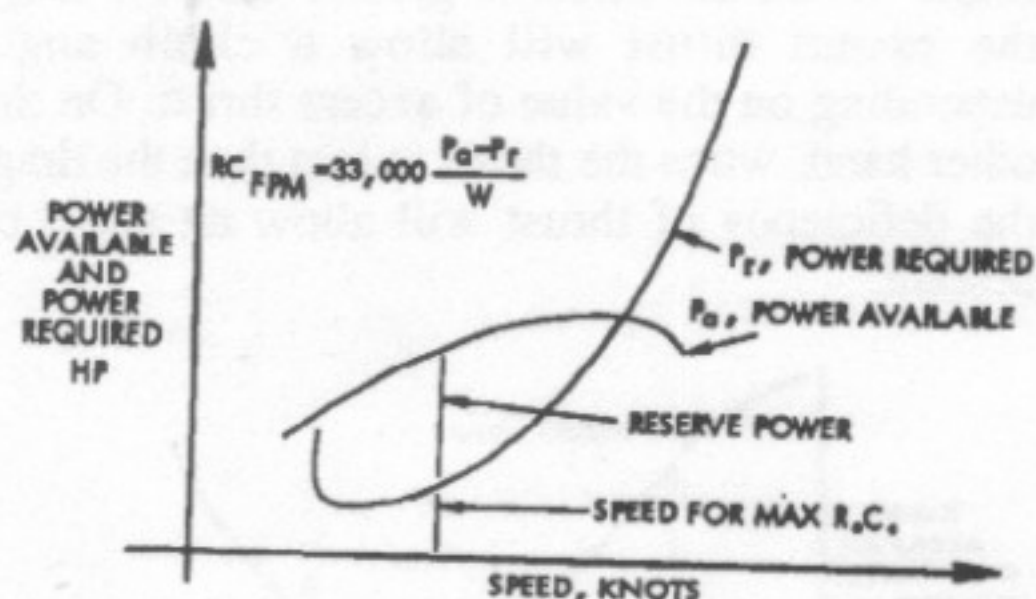 RC FPM =33,000 Pa-Pr
W
POWER
AVAILABLE
AND
POWER
REQUIRED
HP
Pr, POWER REQUIRED
Pa, POWER AVAILABLE
RESERVE POWER
SPEED FOR MAX R.C.
SPEED, KNOTS